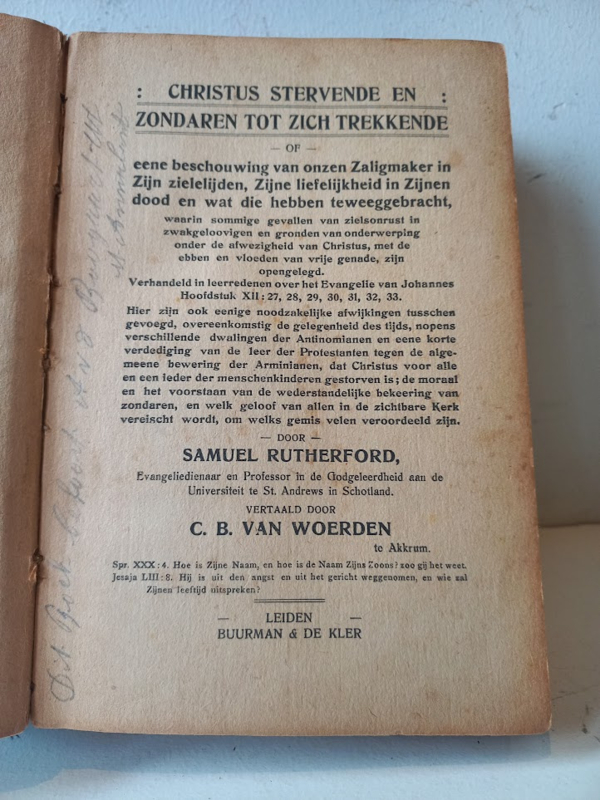 : CHRISTUS STERVENDE EN :
ZONDAREN TOT ZICH TREKKENDE
— OF —
eene beschouwing van onzen Zaligmaker in
Zijn zielelijden, Zijne liefelijkheid in Zijnen
dood en wat die hebben teweeggebracht,
waarin sommige gevallen van zielsonrust in
zwakgeloovigen en gronden van onderwerping
onder de afwezigheid van Christus, met de
ebben en vloeden van vrije genade, zijn
opengelegd.
Verhandeld in leerredenen over het Evangelie van Johannes
Hoofdstuk XII : 27, 28, 29, 30, 31, 32, 33.
Hier zijn ook eenige noodzakelijke afwijkingen tusschen
gevoegd, overeenkomstig de gelegenheid des tijds, nopens
verschillende dwalingen der Antinomianen en eene korte
verdediging van de leer der Protestanten tegen de alge-
meene bewering der Arminianen, dat Christus voor alle
en een ieder der menschenkinderen gestorven is; de moraal
en het voorstaan van de wederstandelijke bekeering van
zondaren, en welk geloof van allen in de zichtbare Kerk
vereischt wordt, om welks gemis velen veroordeeld zijn.
— DOOR —
SAMUEL RUTHERFORD,
Evangeliedienaar en Professor in de Godgeleerdheid aan de
Universiteit te St. Andrews in Schotland.
VERTAALD DOOR
C. B. VAN WOERDEN
te Akkrum.
Spr. XXX : 4. Hoe is Zijne Naam, en hoe is de Naam Zijns Zoons? zoo gij het weet.
Jesaja LIII : 8. Hij is uit den angst en uit het gericht weggenomen, en wie zal
Zijnen leeftijd uitspreken?
— LEIDEN —
BUURMAN & DE KLER
Dit Boek behoort